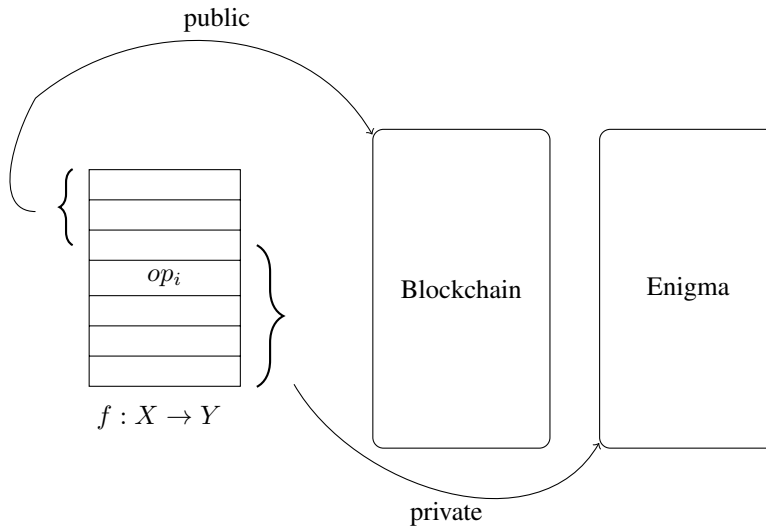 public
op_i
Blockchain
Enigma
f : X → Y
private